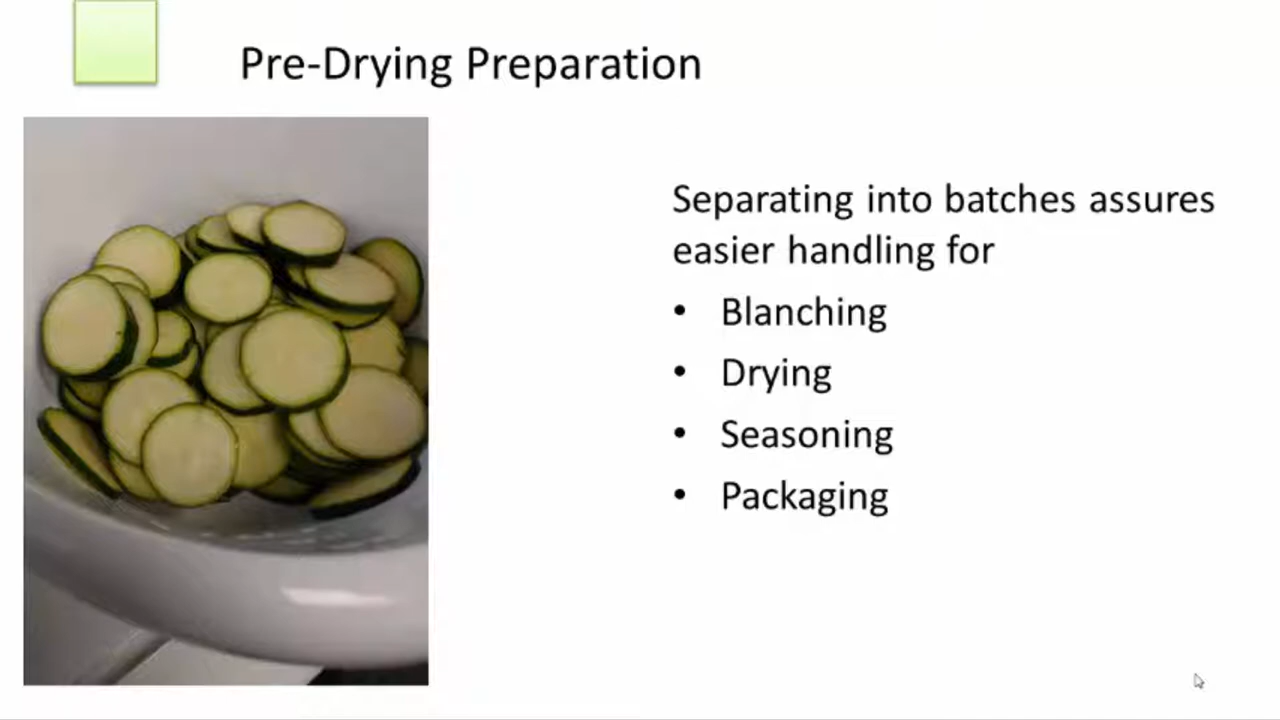 Pre-Drying Preparation
Separating into batches assures
easier handling for
• Blanching
• Drying
• Seasoning
• Packaging